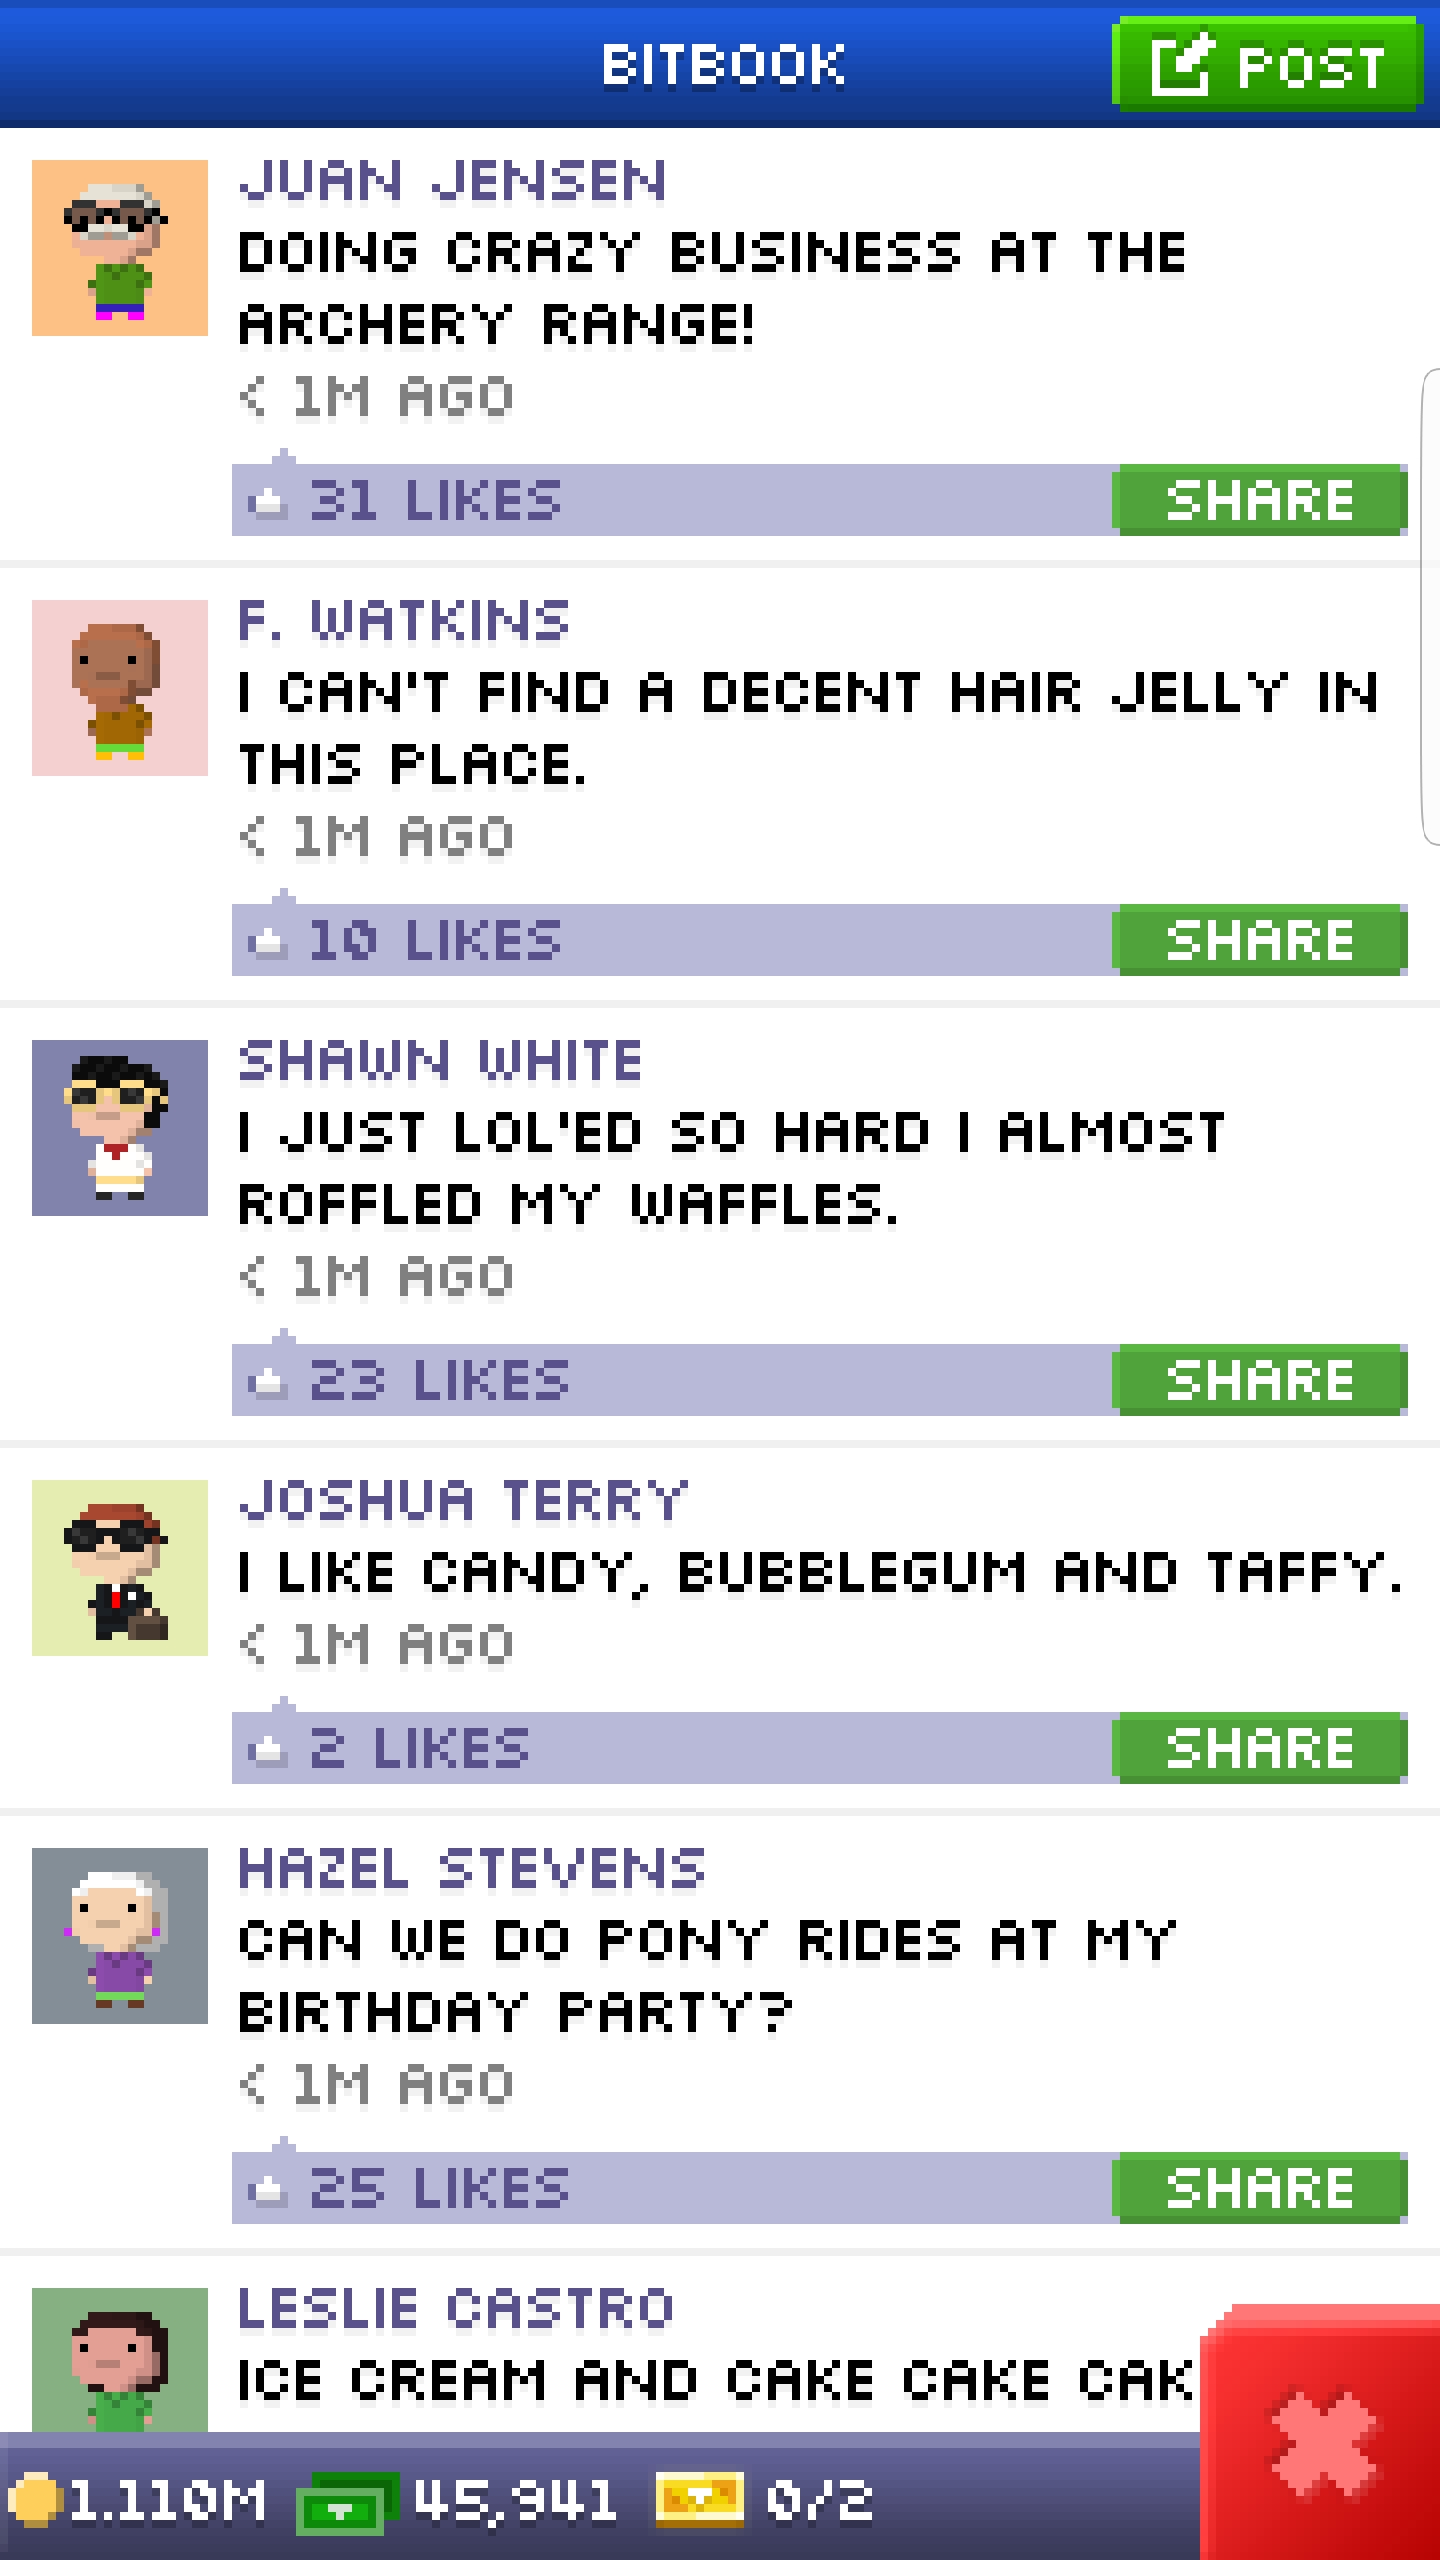 BITBOOK
POST
JUAN JENSEN
DOING CRAZY BUSINESS AT THE
ARCHERY RANGE!
< 1M AGO
31 LIKES
SHARE
F. WATKINS
I CAN'T FIND A DECENT HAIR JELLY IN
THIS PLACE.
< 1M AGO
10 LIKES
SHARE
SHAWN WHITE
I JUST LOL'ED SO HARD I ALMOST
ROFFLED MY WAFFLES.
< 1M AGO
23 LIKES
SHARE
JOSHUA TERRY
I LIKE CANDY, BUBBLEGUM AND TAFFY.
< 1M AGO
2 LIKES
SHARE
HAZEL STEVENS
CAN WE DO PONY RIDES AT MY
BIRTHDAY PARTY?
< 1M AGO
25 LIKES
SHARE
LESLIE CASTRO
ICE CREAM AND CAKE CAKE CAK
1.110M 45,941 0/2